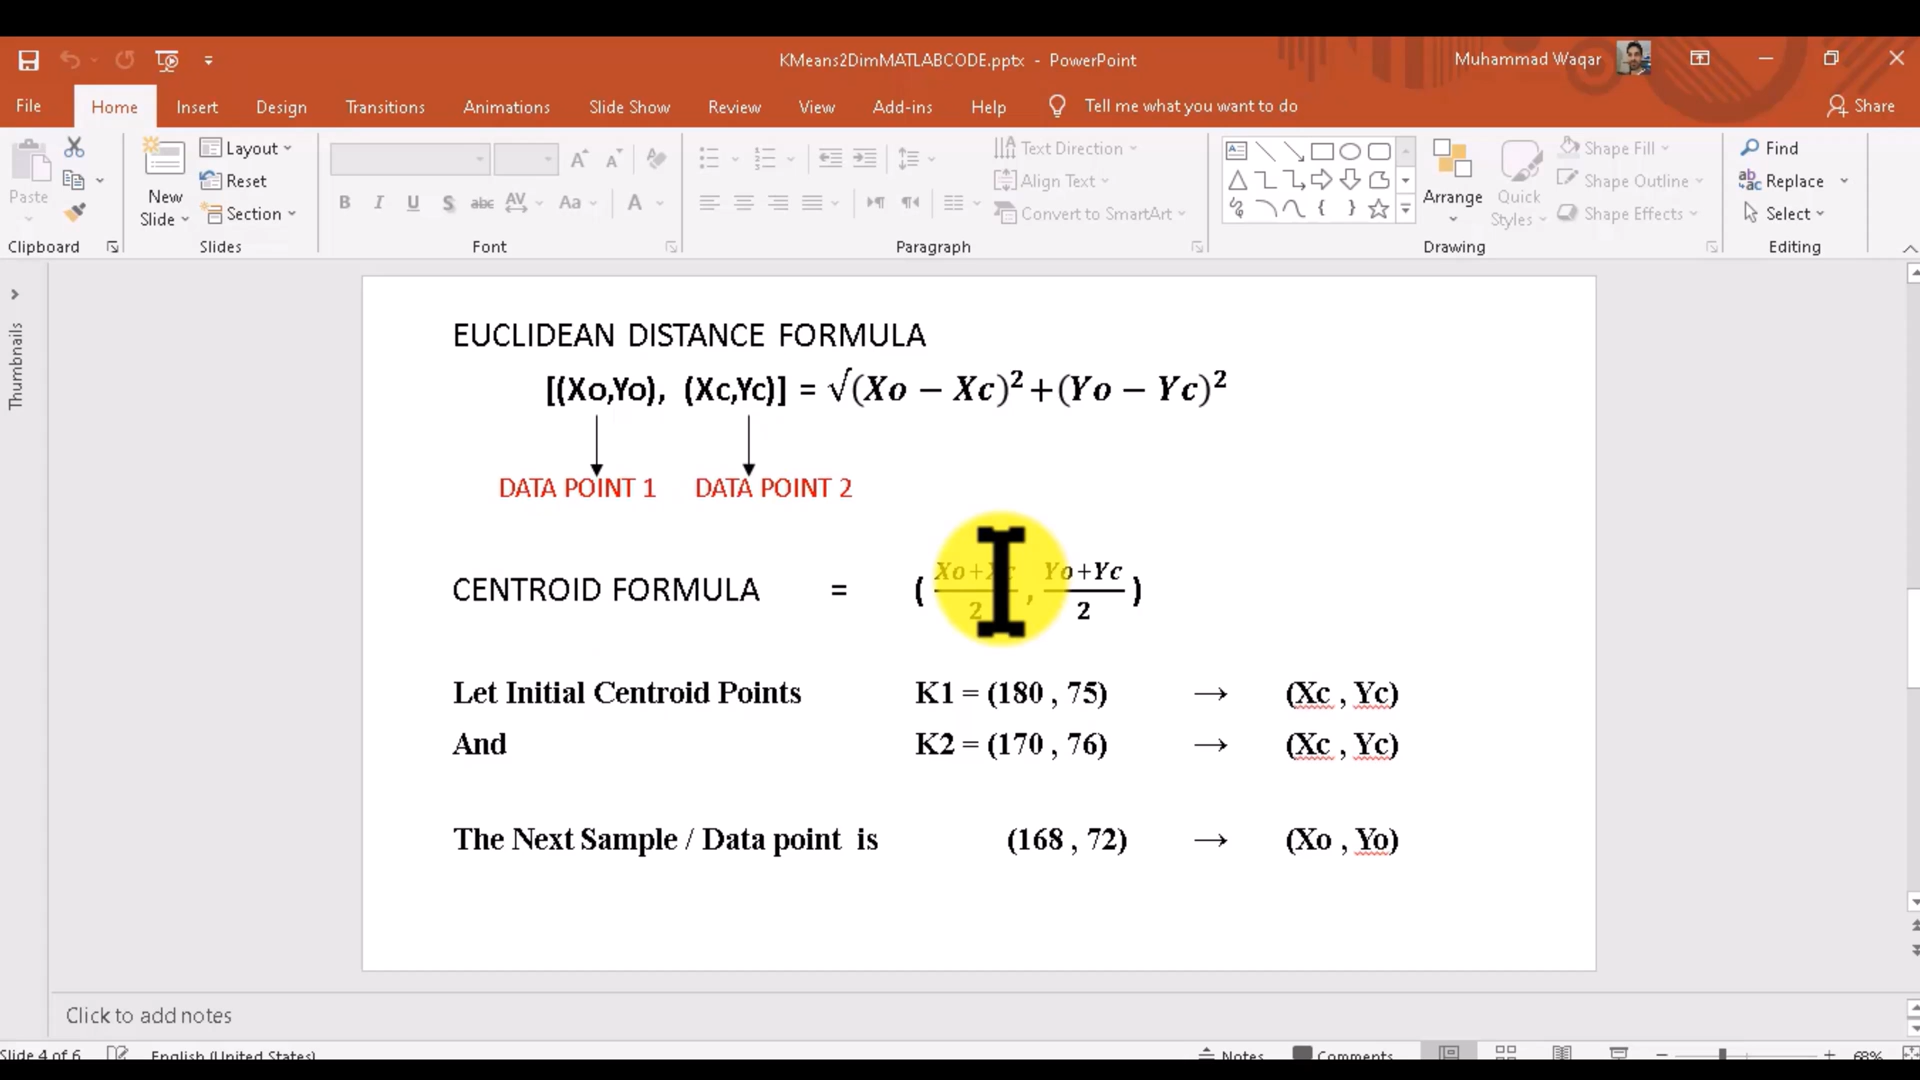 KMeans2DimMATLABCODE.pptx - PowerPoint
Muhammad Waqar
File Home Insert Design Transitions Animations Slide Show Review View Add-ins Help Tell me what you want to do Share
Paste
New Slide
Layout
Reset
Section
Text Direction
Align Text
Convert to SmartArt
Arrange
Quick Styles
Shape Fill
Shape Outline
Shape Effects
Find
Replace
Select
Clipboard Slides Font Paragraph Drawing Editing
Thumbnails
EUCLIDEAN DISTANCE FORMULA
[(Xo,Yo), (Xc,Yc)] = √(Xo − Xc)²+(Yo − Yc)²
DATA POINT 1 DATA POINT 2
CENTROID FORMULA = ( Xo+Xc/2 , Yo+Yc/2 )
Let Initial Centroid Points K1 = (180 , 75) → (Xc , Yc)
And K2 = (170 , 76) → (Xc , Yc)
The Next Sample / Data point is (168 , 72) → (Xo , Yo)
Click to add notes
Slide 4 of 6 English (United States) Notes Comments 68%